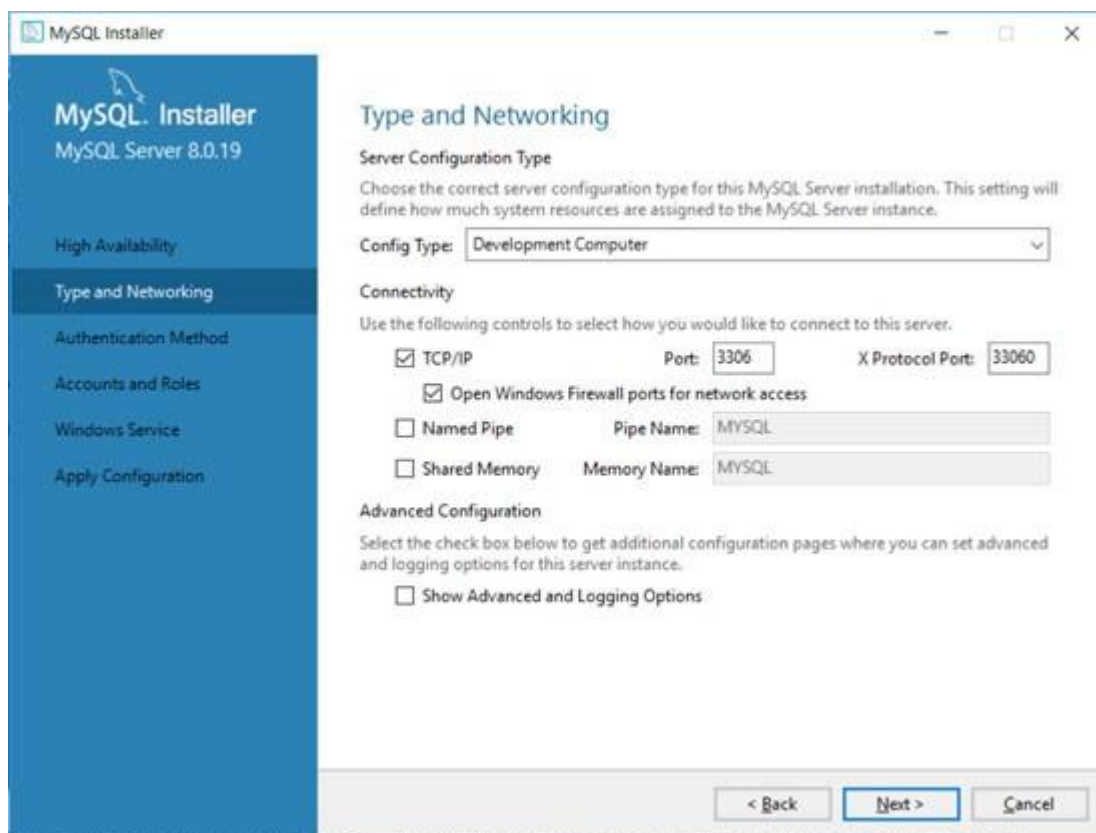 MySQL Installer
MySQL. Installer
MySQL Server 8.0.19
High Availability
Type and Networking
Authentication Method
Accounts and Roles
Windows Service
Apply Configuration
Type and Networking
Server Configuration Type
Choose the correct server configuration type for this MySQL Server installation. This setting will
define how much system resources are assigned to the MySQL Server instance.
Config Type: Development Computer
Connectivity
Use the following controls to select how you would like to connect to this server.
TCP/IP Port: 3306 X Protocol Port: 33060
Open Windows Firewall ports for network access
Named Pipe Pipe Name: MYSQL
Shared Memory Memory Name: MYSQL
Advanced Configuration
Select the check box below to get additional configuration pages where you can set advanced
and logging options for this server instance.
Show Advanced and Logging Options
< Back Next > Cancel